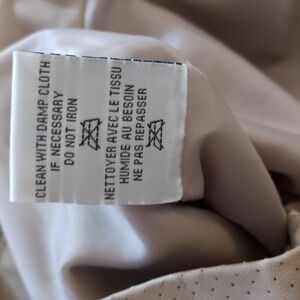 CLEAN WITH DAMP CLOTH
IF NECESSARY
DO NOT IRON
NETTOYER AVEC LE TISSU
HUMIDE AU BESOIN
NE PAS REPASSER